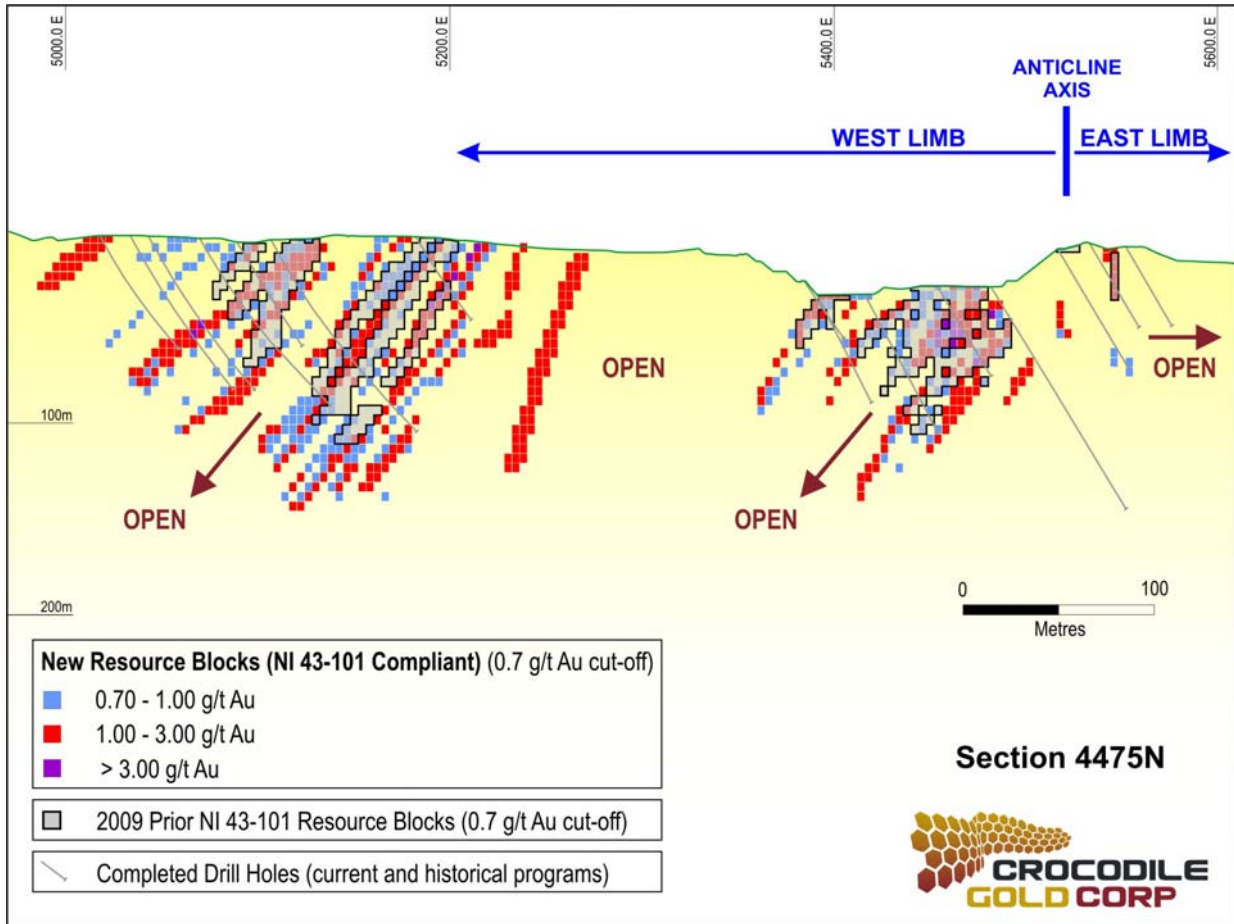 5000.0 E
5200.0 E
5400.0 E
5600.0 E
ANTICLINE
AXIS
WEST LIMB
EAST LIMB
OPEN
OPEN
100m
OPEN
OPEN
200m
0 100
Metres
New Resource Blocks (NI 43-101 Compliant) (0.7 g/t Au cut-off)
0.70 - 1.00 g/t Au
1.00 - 3.00 g/t Au
> 3.00 g/t Au
2009 Prior NI 43-101 Resource Blocks (0.7 g/t Au cut-off)
Completed Drill Holes (current and historical programs)
Section 4475N
CROCODILE
GOLD CORP